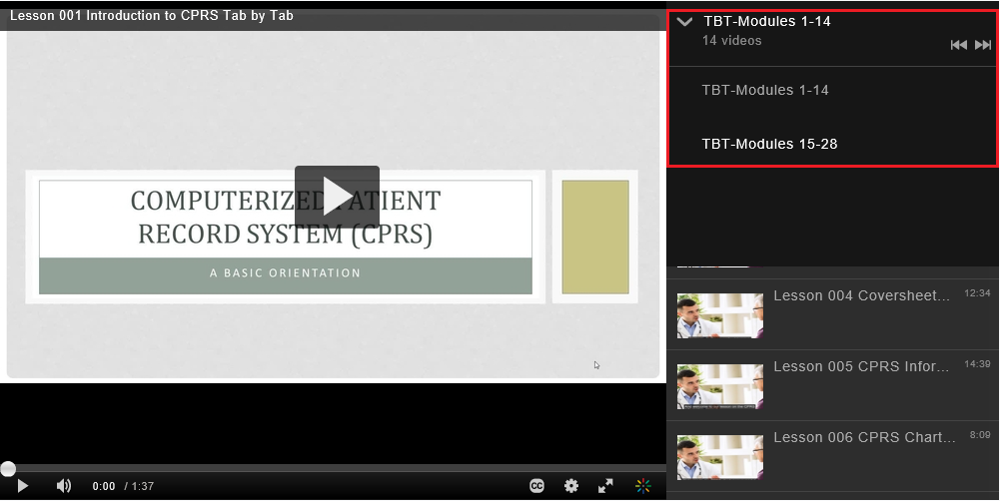 Lesson 001 Introduction to CPRS Tab by Tab
COMPUTERIZED PATIENT
RECORD SYSTEM (CPRS)
A BASIC ORIENTATION
0:00 / 1:37
CC
TBT-Modules 1-14
14 videos
TBT-Modules 1-14
TBT-Modules 15-28
Lesson 004 Coversheet... 12:34
Lesson 005 CPRS Infor... 14:39
Lesson 006 CPRS Chart... 8:09